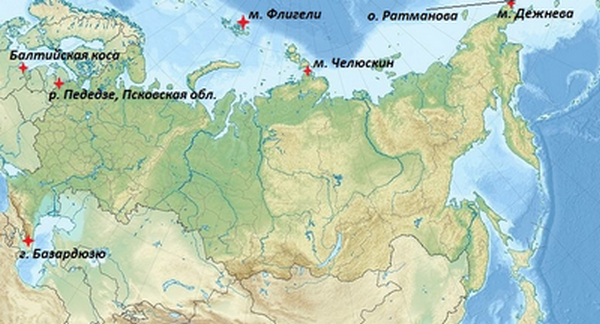 м. Флигели
о. Ратманова
м. Дежнева
Балтийская коса
м. Челюскин
р. Педедзе, Псковская обл.
г. Базардюзю